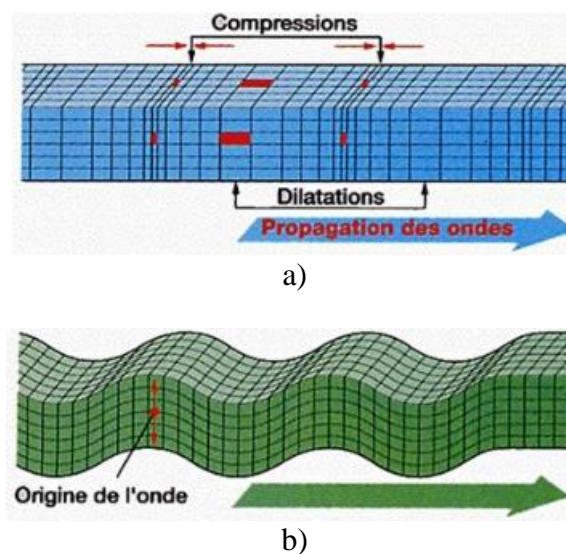 Compressions
Dilatations
Propagation des ondes
a)
Origine de l'onde
b)